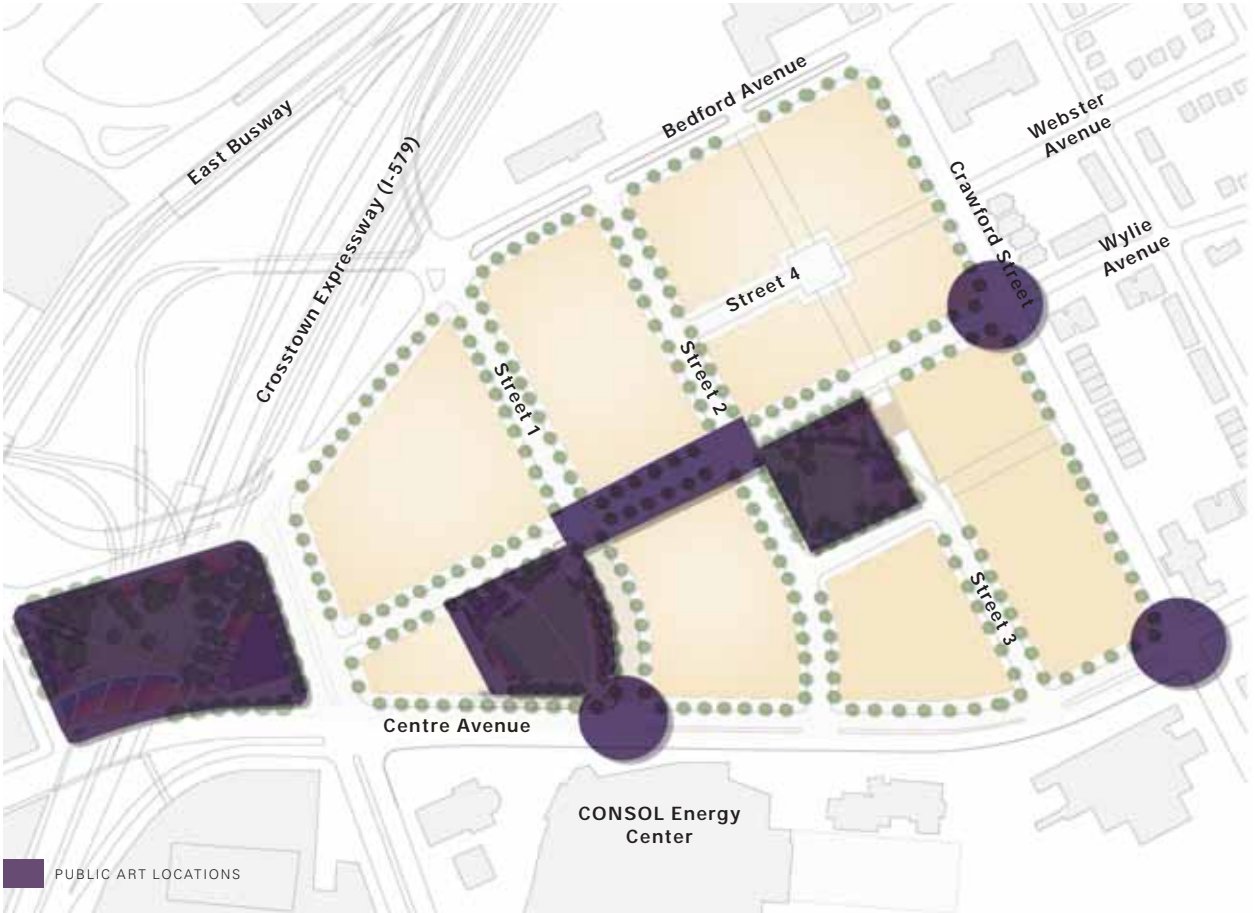 Bedford Avenue
East Busway
Webster
Avenue
Crosstown Expressway (I-579)
Crawford Street
Wylie
Avenue
Street 4
Street 2
Street 1
Street 3
Centre Avenue
CONSOL Energy
Center
PUBLIC ART LOCATIONS